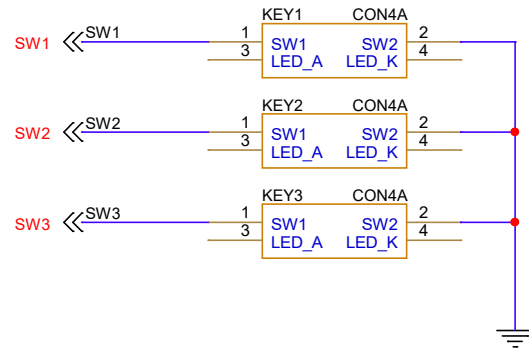 KEY1 CON4A
SW1 SW1 1 SW1 SW2 2
3 LED_A LED_K 4
KEY2 CON4A
SW2 SW2 1 SW1 SW2 2
3 LED_A LED_K 4
KEY3 CON4A
SW3 SW3 1 SW1 SW2 2
3 LED_A LED_K 4